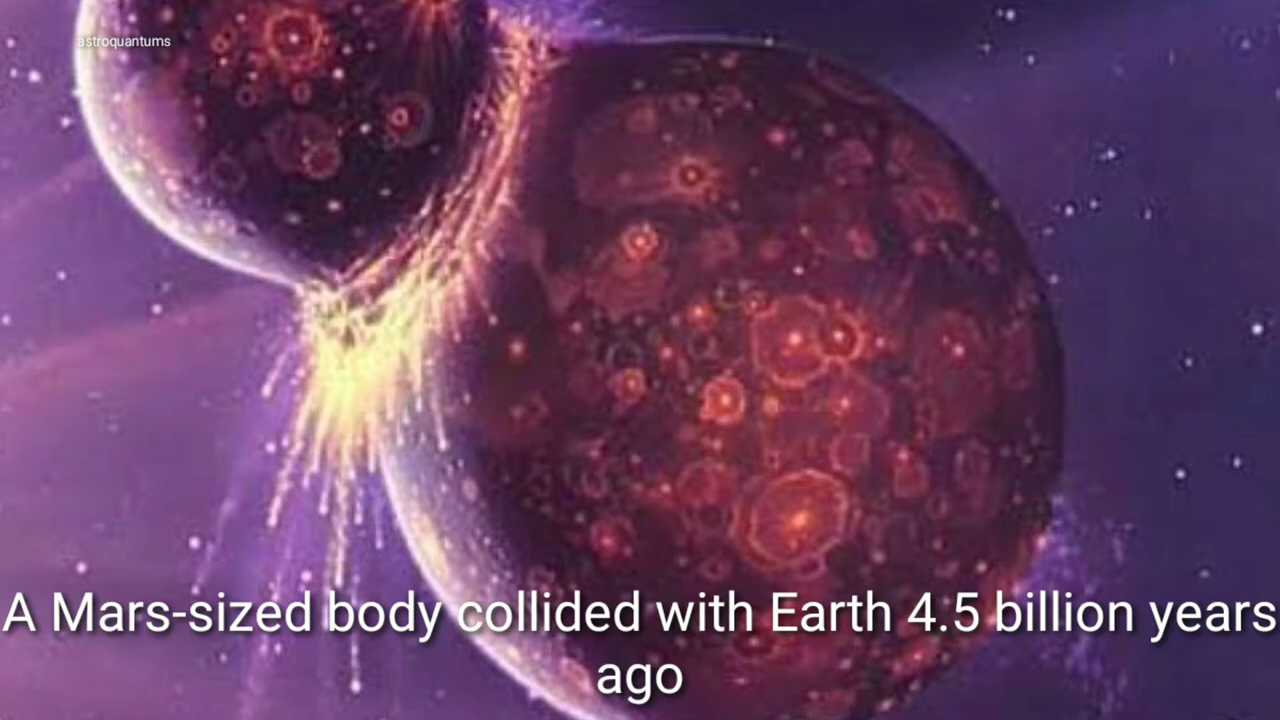 astroquantums
A Mars-sized body collided with Earth 4.5 billion years
ago